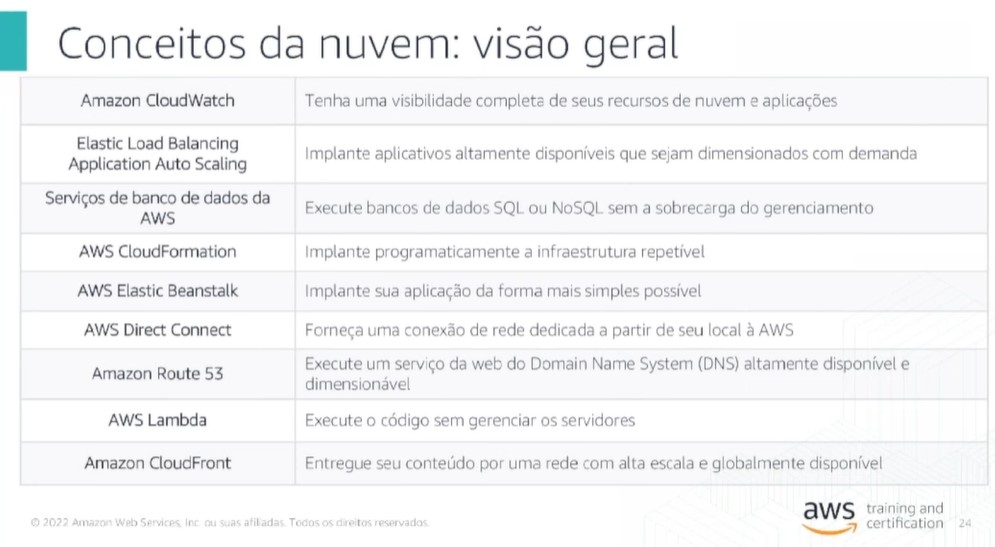 Conceitos da nuvem: visão geral
Amazon CloudWatch
Tenha uma visibilidade completa de seus recursos de nuvem e aplicações
Elastic Load Balancing
Application Auto Scaling
Implante aplicativos altamente disponíveis que sejam dimensionados com demanda
Serviços de banco de dados da
AWS
Execute bancos de dados SQL ou NoSQL sem a sobrecarga do gerenciamento
AWS CloudFormation
Implante programaticamente a infraestrutura repetível
AWS Elastic Beanstalk
Implante sua aplicação da forma mais simples possível
AWS Direct Connect
Forneça uma conexão de rede dedicada a partir de seu local à AWS
Amazon Route 53
Execute um serviço da web do Domain Name System (DNS) altamente disponível e
dimensionável
AWS Lambda
Execute o código sem gerenciar os servidores
Amazon CloudFront
Entregue seu conteúdo por uma rede com alta escala e globalmente disponível
© 2022 Amazon Web Services, Inc. ou suas afiliadas. Todos os direitos reservados.
aws training and
certification
24